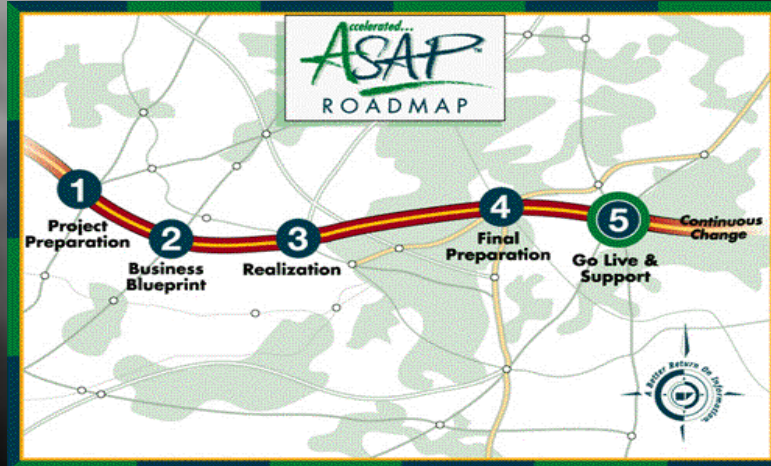 Accelerated...
ASAP™
ROADMAP
1
Project
Preparation
2
Business
Blueprint
3
Realization
4
Final
Preparation
5
Go Live &
Support
Continuous
Change
A Better Return On Information.